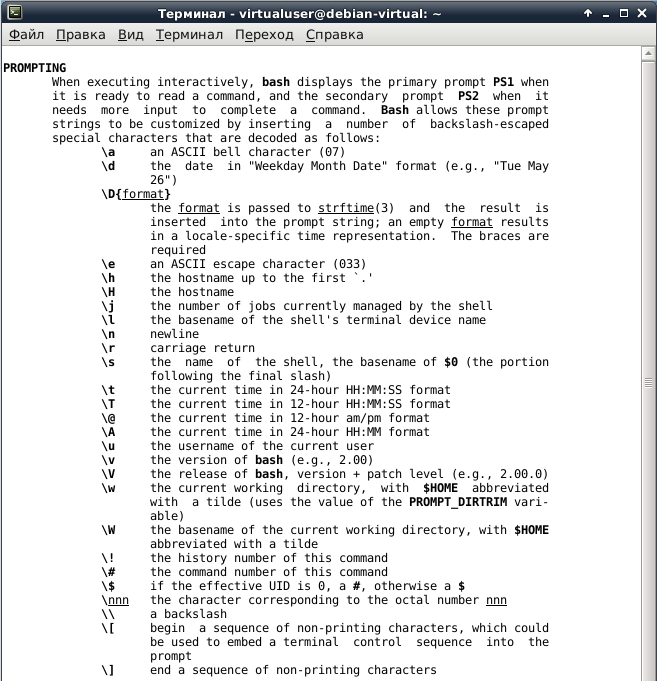 Терминал - virtualuser@debian-virtual: ~
Файл Правка Вид Терминал Переход Справка
PROMPTING
When executing interactively, bash displays the primary prompt PS1 when
it is ready to read a command, and the secondary prompt PS2 when it
needs more input to complete a command. Bash allows these prompt
strings to be customized by inserting a number of backslash-escaped
special characters that are decoded as follows:
\a an ASCII bell character (07)
\d the date in "Weekday Month Date" format (e.g., "Tue May
26")
\D{format}
the format is passed to strftime(3) and the result is
inserted into the prompt string; an empty format results
in a locale-specific time representation. The braces are
required
\e an ASCII escape character (033)
\h the hostname up to the first `.'
\H the hostname
\j the number of jobs currently managed by the shell
\l the basename of the shell's terminal device name
\n newline
\r carriage return
\s the name of the shell, the basename of $0 (the portion
following the final slash)
\t the current time in 24-hour HH:MM:SS format
\T the current time in 12-hour HH:MM:SS format
\@ the current time in 12-hour am/pm format
\A the current time in 24-hour HH:MM format
\u the username of the current user
\v the version of bash (e.g., 2.00)
\V the release of bash, version + patch level (e.g., 2.00.0)
\w the current working directory, with $HOME abbreviated
with a tilde (uses the value of the PROMPT_DIRTRIM vari-
able)
\W the basename of the current working directory, with $HOME
abbreviated with a tilde
\! the history number of this command
\# the command number of this command
\$ if the effective UID is 0, a #, otherwise a $
\nnn the character corresponding to the octal number nnn
\\ a backslash
\[ begin a sequence of non-printing characters, which could
be used to embed a terminal control sequence into the
prompt
\] end a sequence of non-printing characters